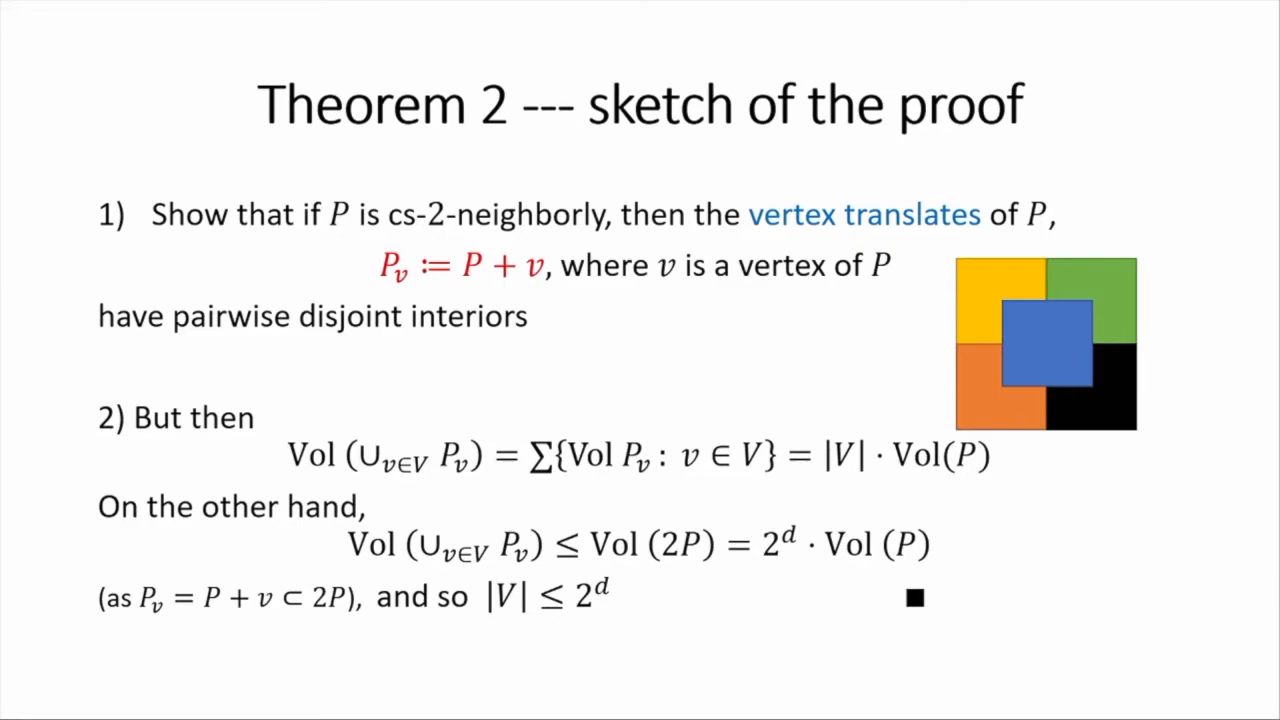 Theorem 2 --- sketch of the proof
1) Show that if P is cs-2-neighborly, then the vertex translates of P,
P_v ≔ P + v, where v is a vertex of P
have pairwise disjoint interiors
2) But then
Vol (∪_{v∈V} P_v) = ∑{Vol P_v : v ∈ V} = |V| · Vol(P)
On the other hand,
Vol (∪_{v∈V} P_v) ≤ Vol (2P) = 2^d · Vol (P)
(as P_v = P + v ⊂ 2P), and so |V| ≤ 2^d ■